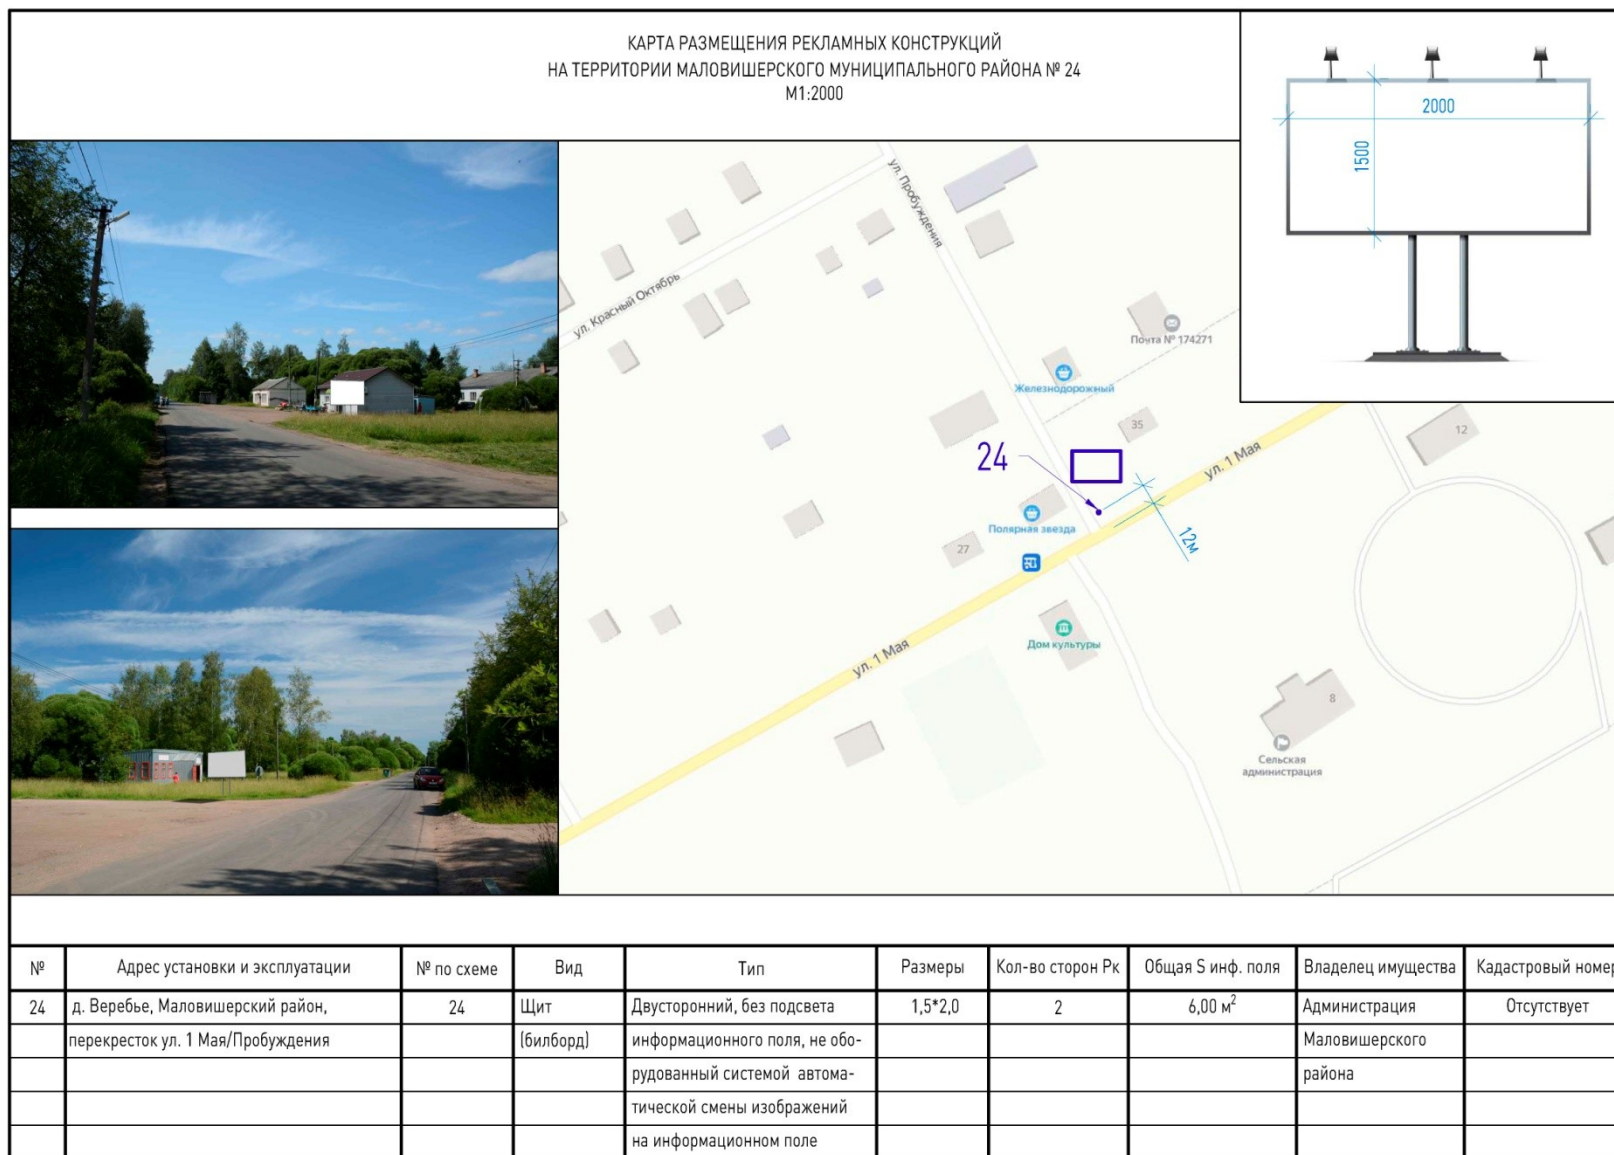 КАРТА РАЗМЕЩЕНИЯ РЕКЛАМНЫХ КОНСТРУКЦИЙ
НА ТЕРРИТОРИИ МАЛОВИШЕРСКОГО МУНИЦИПАЛЬНОГО РАЙОНА № 24
М1:2000
2000
1500
ул. Пробуждения
ул. Красный Октябрь
Почта № 174271
Железнодорожный
35
12
24
ул. 1 Мая
Полярная звезда
12м
27
Дом культуры
ул. 1 Мая
8
Сельская
администрация
№ Адрес установки и эксплуатации № по схеме Вид Тип Размеры Кол-во сторон Рк Общая S инф. поля Владелец имущества Кадастровый номер
24 д. Веребье, Маловишерский район, 24 Щит Двусторонний, без подсвета 1,5*2,0 2 6,00 м² Администрация Отсутствует
перекресток ул. 1 Мая/Пробуждения (билборд) информационного поля, не обо- Маловишерского
рудованный системой автома- района
тической смены изображений
на информационном поле